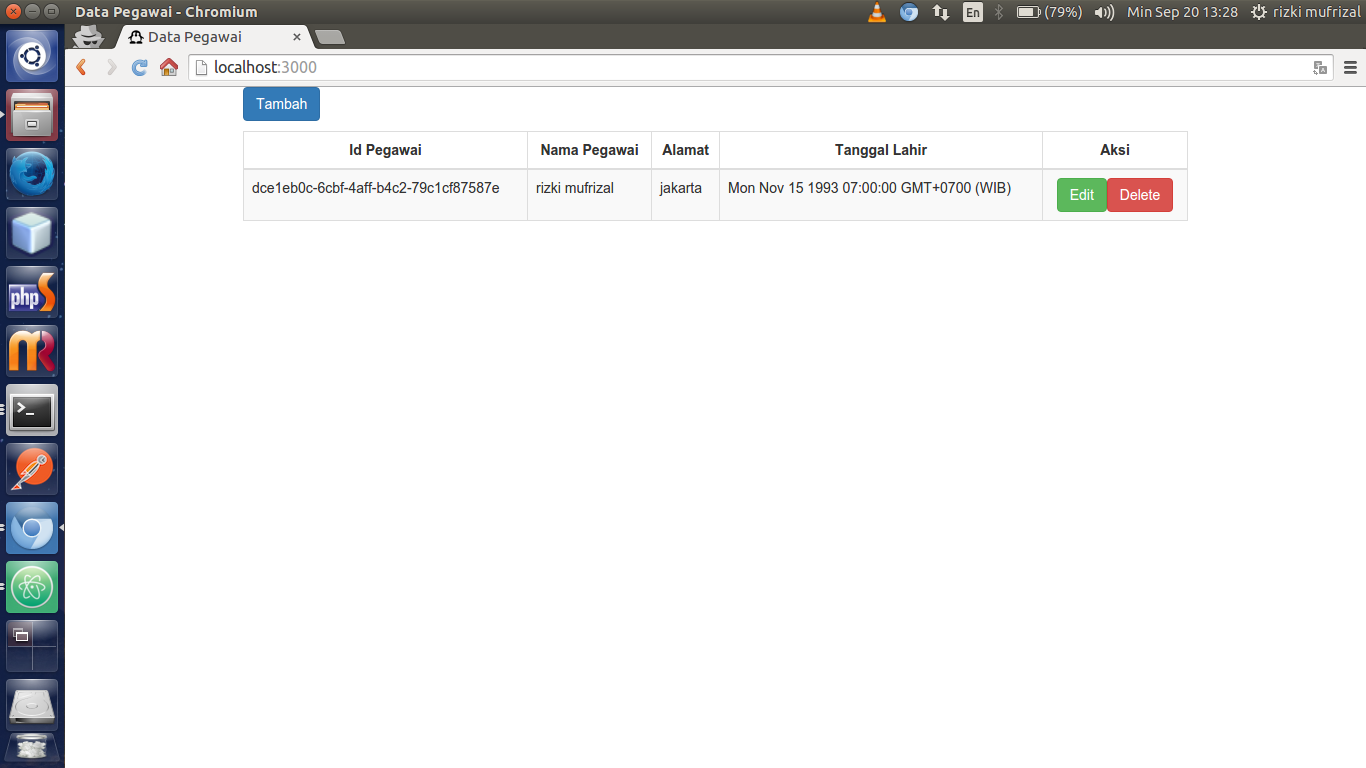 Data Pegawai - Chromium
En (79%) Min Sep 20 13:28 rizki mufrizal
Data Pegawai
localhost:3000
Tambah
Id Pegawai Nama Pegawai Alamat Tanggal Lahir Aksi
dce1eb0c-6cbf-4aff-b4c2-79c1cf87587e rizki mufrizal jakarta Mon Nov 15 1993 07:00:00 GMT+0700 (WIB) Edit Delete
php S
MR
>_